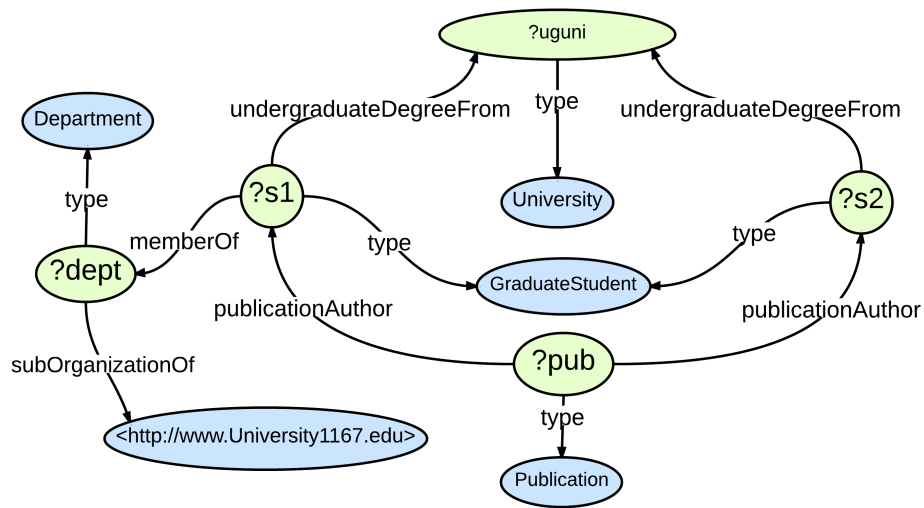 ?uguni
type
undergraduateDegreeFrom
undergraduateDegreeFrom
Department
?s1
University
?s2
type
memberOf
type
type
?dept
GraduateStudent
publicationAuthor
publicationAuthor
?pub
subOrganizationOf
type
<http://www.University1167.edu>
Publication